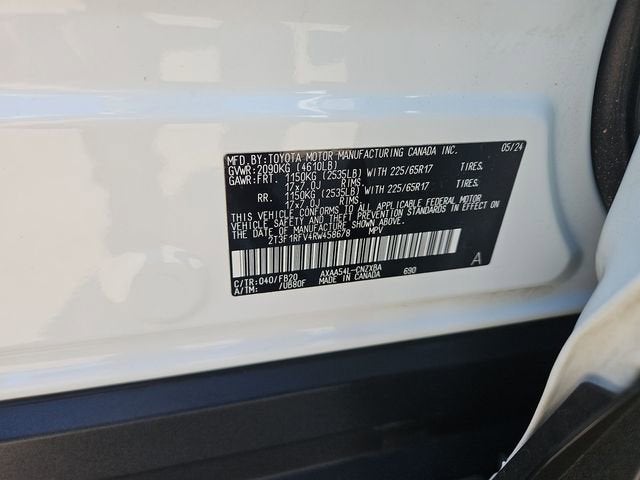 MFD.BY:TOYOTA MOTOR MANUFACTURING CANADA INC. 05/24
GVWR:2090KG (4610LB)
GAWR:FRT. 1150KG (2535LB) WITH 225/65R17 TIRES,
17x7.0J RIMS.
RR. 1150KG (2535LB) WITH 225/65R17 TIRES,
17x7.0J RIMS.
THIS VEHICLE CONFORMS TO ALL APPLICABLE FEDERAL MOTOR
VEHICLE SAFETY AND THEFT PREVENTION STANDARDS IN EFFECT ON
THE DATE OF MANUFACTURE SHOWN ABOVE.
2T3F1RFV4RW458678 MPV
C/TR:040/FB20 AXAA54L-CNZXBA 690 A
A/TM: /UB80F MADE IN CANADA